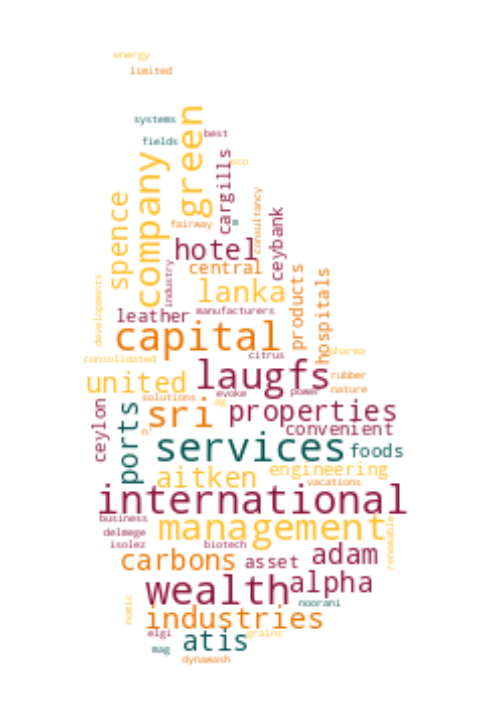 energy
limited
systems
green
best
fields
company
cargills
eco
spence
consultancy
fairway
ceybank
hotel
central
industry
products
hospitals
lanka
developments
leather
manufacturers
capital
citrus
pharma
consolidated
laugfs
united
rubber
nature
solutions
evoke
power
ag
sri
properties
ceylon
ports
convenient
n
services
foods
aitken
engineering
vacations
international
business
management
renewable
delmege
isolez
biotech
carbons
asset
adam
wealth
alpha
noorani
nomic
industries
elgi
atis
grains
mag
dynawash